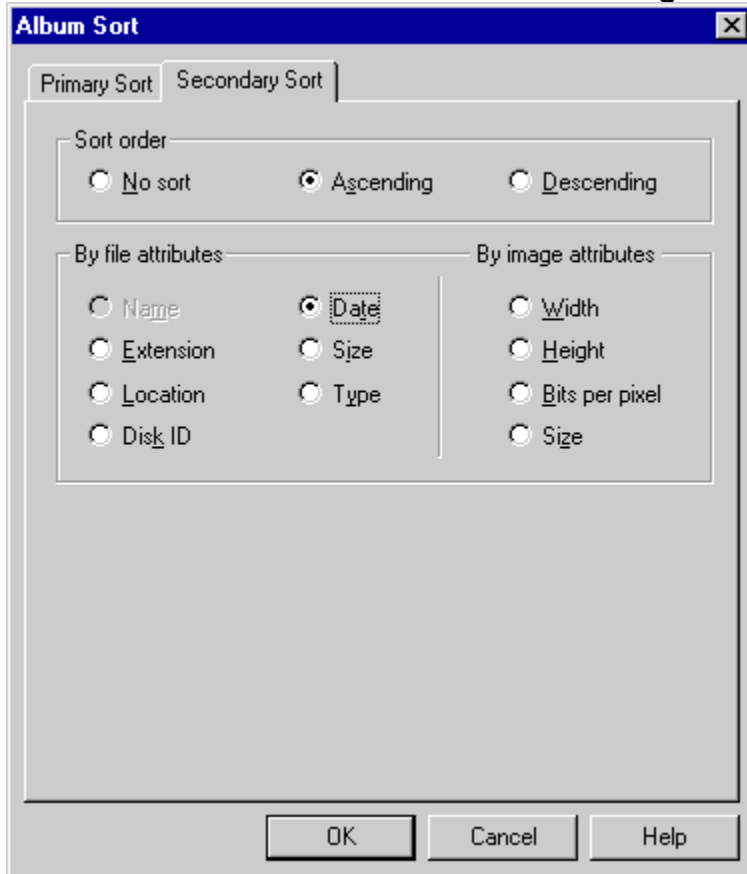 Album Sort
Primary Sort Secondary Sort
Sort order
No sort Ascending Descending
By file attributes By image attributes
Name Date Width
Extension Size Height
Location Type Bits per pixel
Disk ID Size
OK Cancel Help